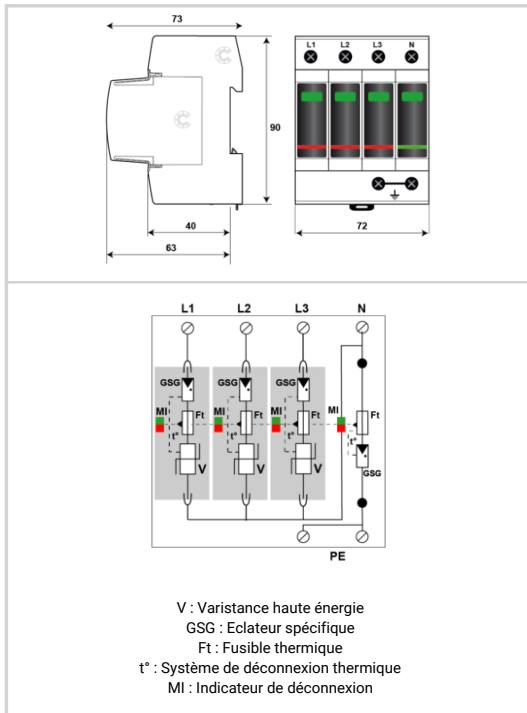 73
L1 L2 L3 N
90
40
63
72
L1 L2 L3 N
GSG GSG GSG
MI Ft MI Ft MI Ft MI Ft
t° t° t° t°
V V V GSG
PE
V : Varistance haute énergie
GSG : Eclateur spécifique
Ft : Fusible thermique
t° : Système de déconnexion thermique
MI : Indicateur de déconnexion